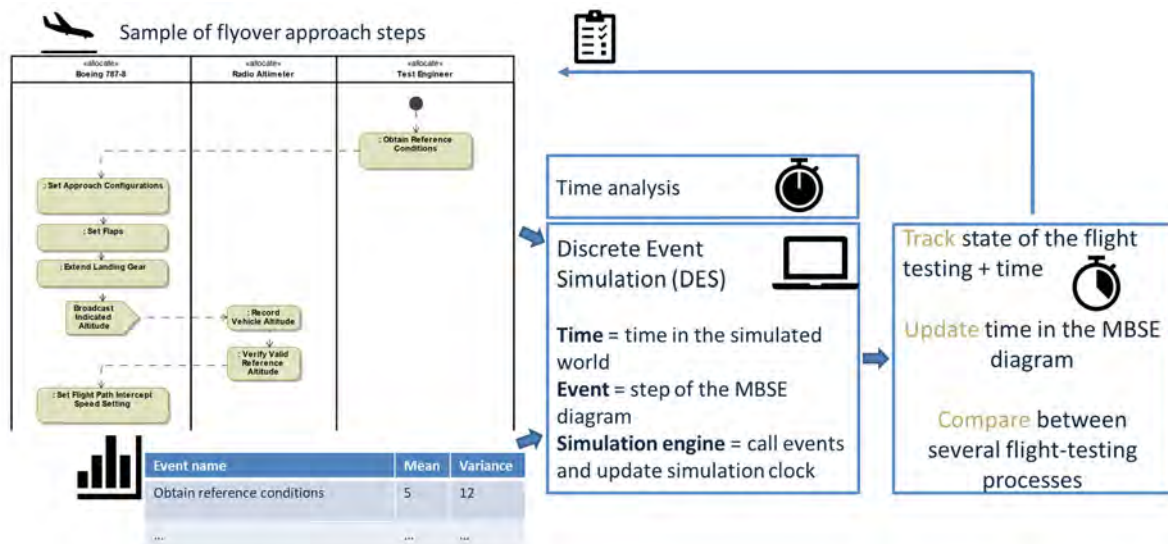 Sample of flyover approach steps
«allocate»
Boeing 787-8
«allocate»
Radio Altimeter
«allocate»
Test Engineer
: Obtain Reference
Conditions
: Set Approach Configurations
: Set Flaps
: Extend Landing Gear
Broadcast
Indicated
Altitude
: Record
Vehicle Altitude
: Verify Valid
Reference
Altitude
: Set Flight Path Intercept
Speed Setting
Event name Mean Variance
Obtain reference conditions 5 12
... ... ...
Time analysis
Discrete Event
Simulation (DES)
Time = time in the simulated
world
Event = step of the MBSE
diagram
Simulation engine = call events
and update simulation clock
Track state of the flight
testing + time
Update time in the MBSE
diagram
Compare between
several flight-testing
processes